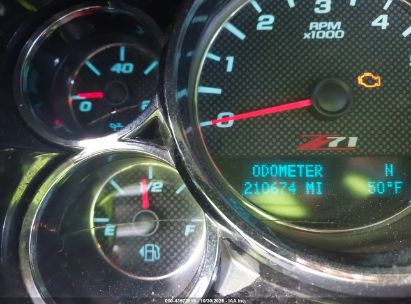 40
0
RPM
x1000
0
1
2
3
4
Z71
ODOMETER N
210674 MI 50°F
1/2
E F